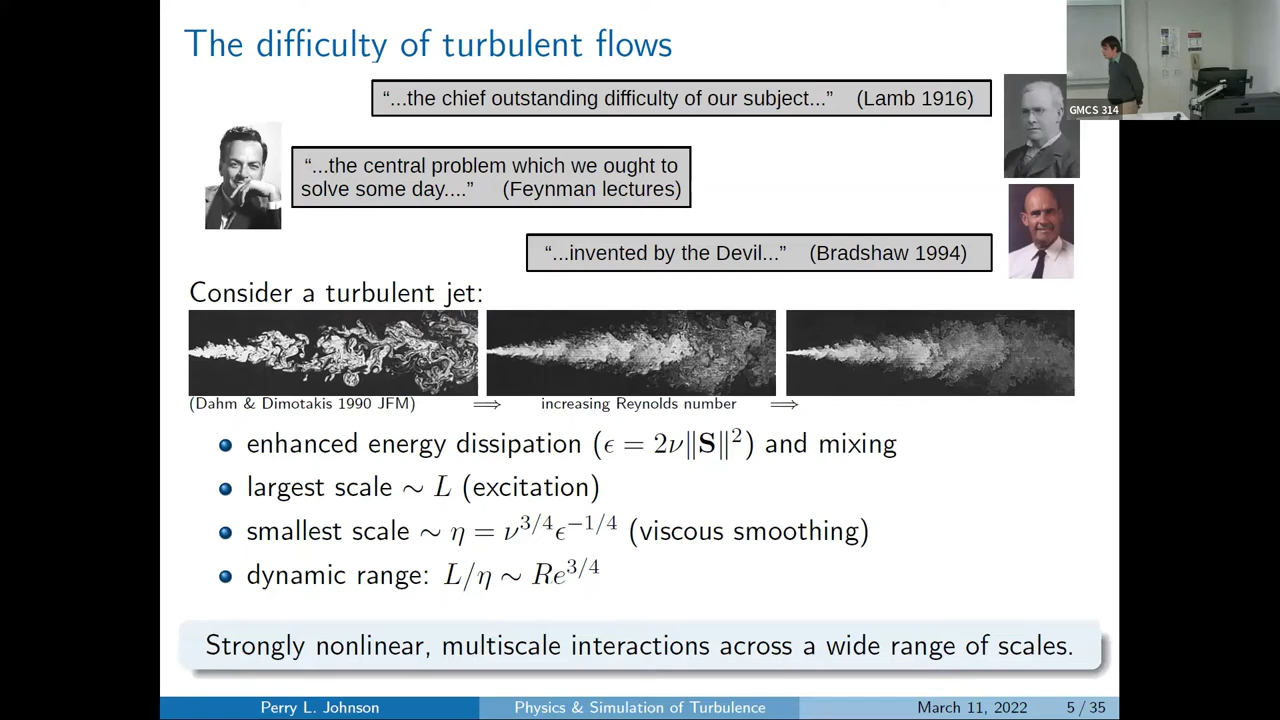 The difficulty of turbulent flows
“...the chief outstanding difficulty of our subject...” (Lamb 1916)
GMCS 314
“...the central problem which we ought to
solve some day....” (Feynman lectures)
“...invented by the Devil...” (Bradshaw 1994)
Consider a turbulent jet:
(Dahm & Dimotakis 1990 JFM) ⟹ increasing Reynolds number ⟹
enhanced energy dissipation (ϵ = 2ν‖S‖²) and mixing
largest scale ∼ L (excitation)
smallest scale ∼ η = ν^{3/4}ϵ^{−1/4} (viscous smoothing)
dynamic range: L/η ∼ Re^{3/4}
Strongly nonlinear, multiscale interactions across a wide range of scales.
Perry L. Johnson Physics & Simulation of Turbulence March 11, 2022 5 / 35